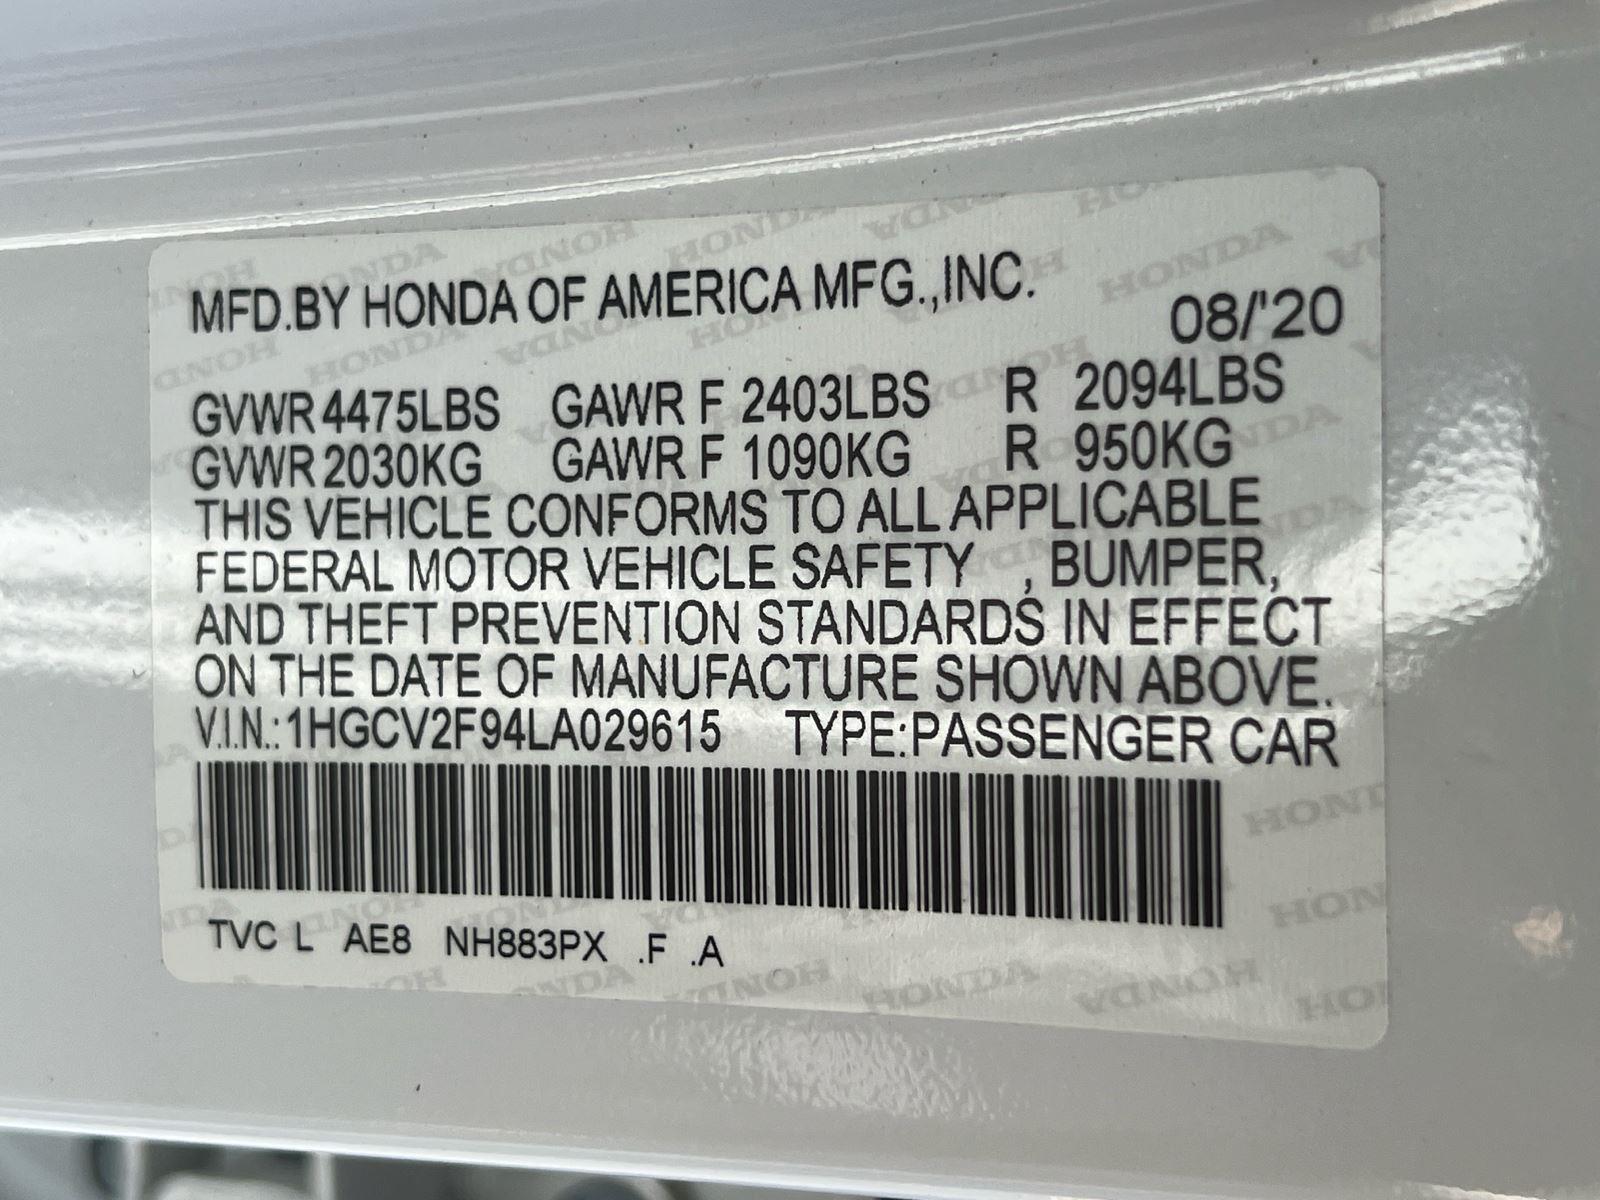 MFD.BY HONDA OF AMERICA MFG.,INC.
08/'20
GVWR 4475LBS GAWR F 2403LBS R 2094LBS
GVWR 2030KG GAWR F 1090KG R 950KG
THIS VEHICLE CONFORMS TO ALL APPLICABLE
FEDERAL MOTOR VEHICLE SAFETY , BUMPER,
AND THEFT PREVENTION STANDARDS IN EFFECT
ON THE DATE OF MANUFACTURE SHOWN ABOVE.
V.I.N.: 1HGCV2F94LA029615 TYPE:PASSENGER CAR
TVC L AE8 NH883PX .F .A